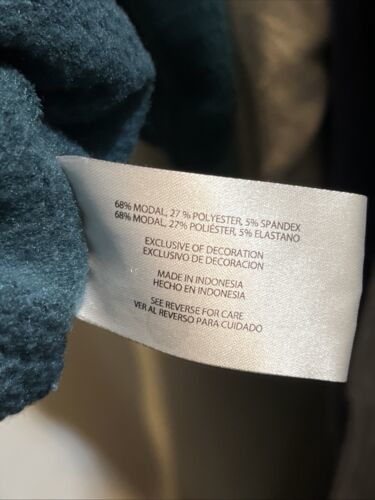 68% MODAL, 27 % POLYESTER, 5% SPANDEX
68% MODAL, 27% POLIÉSTER, 5% ELASTANO
EXCLUSIVE OF DECORATION
EXCLUSIVO DE DECORACION
MADE IN INDONESIA
HECHO EN INDONESIA
SEE REVERSE FOR CARE
VER AL REVERSO PARA CUIDADO